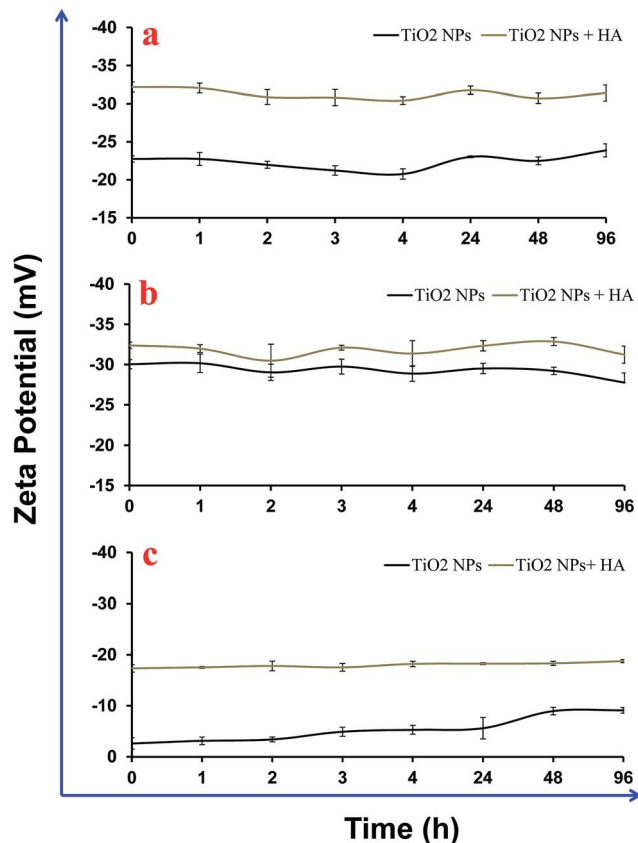 a
TiO2 NPs
TiO2 NPs + HA
-40
-35
-30
-25
-20
-15
0 1 2 3 4 24 48 96
b
TiO2 NPs
TiO2 NPs + HA
-40
-35
-30
-25
-20
-15
0 1 2 3 4 24 48 96
c
TiO2 NPs
TiO2 NPs+ HA
-40
-30
-20
-10
0
0 1 2 3 4 24 48 96
Zeta Potential (mV)
Time (h)